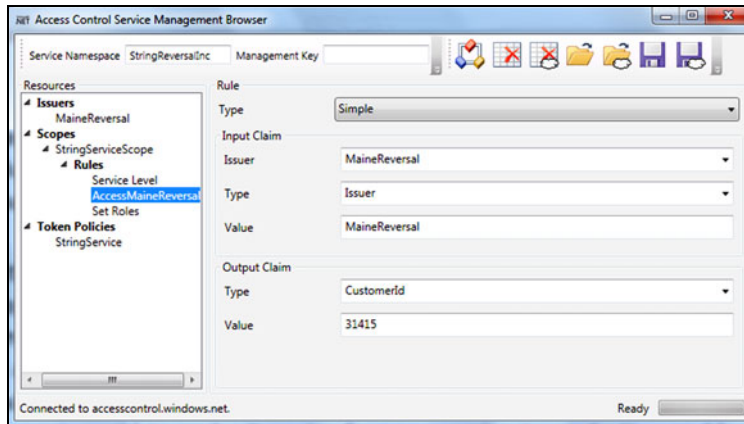 .NET Access Control Service Management Browser
Service Namespace StringReversalInc Management Key
Resources
Issuers
MaineReversal
Scopes
StringServiceScope
Rules
Service Level
AccessMaineReversal
Set Roles
Token Policies
StringService
Rule
Type Simple
Input Claim
Issuer MaineReversal
Type Issuer
Value MaineReversal
Output Claim
Type CustomerId
Value 31415
Connected to accesscontrol.windows.net. Ready